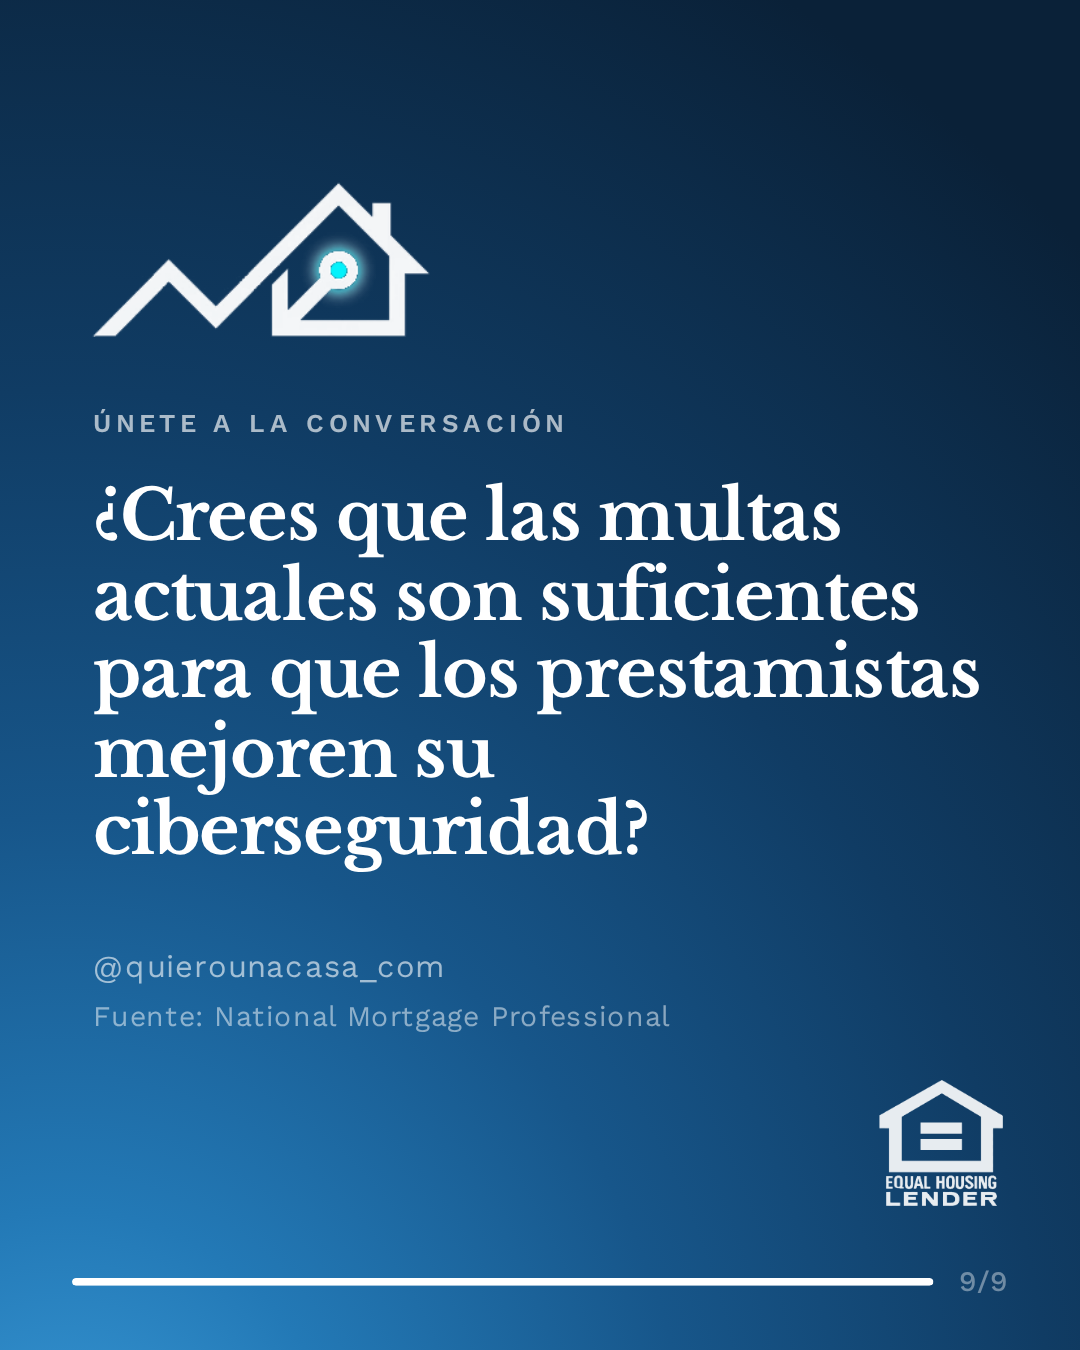 ÚNETE A LA CONVERSACIÓN
¿Crees que las multas
actuales son suficientes
para que los prestamistas
mejoren su
ciberseguridad?
@quierounacasa_com
Fuente: National Mortgage Professional
EQUAL HOUSING
LENDER
9/9